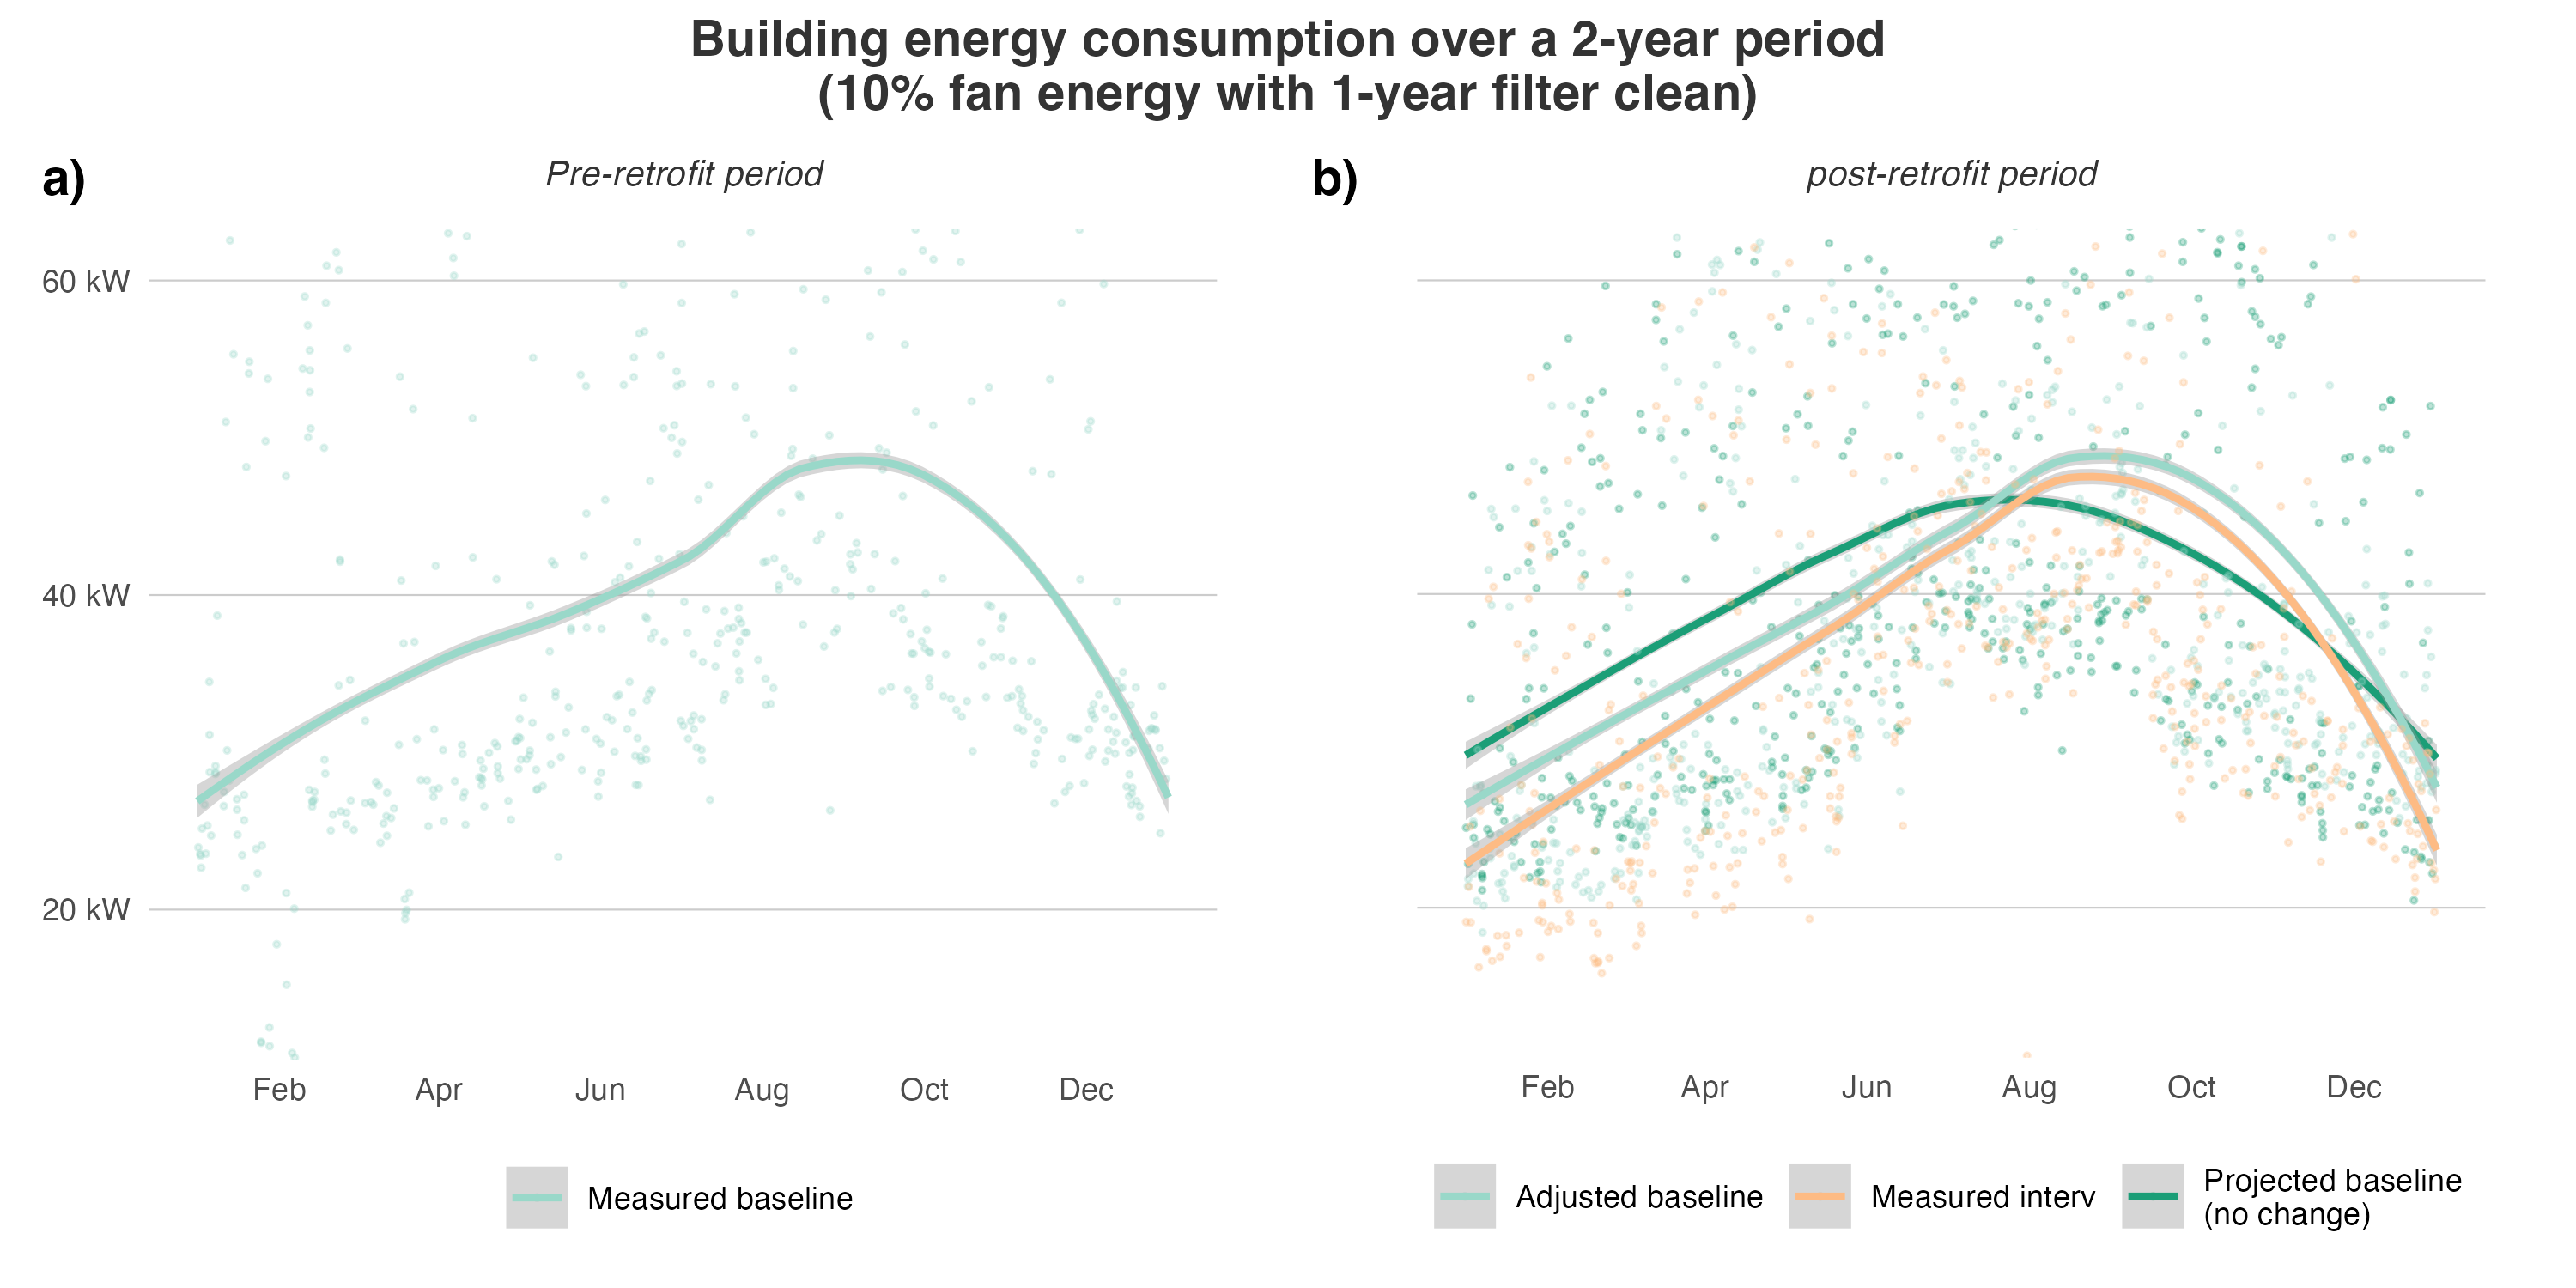 Building energy consumption over a 2-year period
(10% fan energy with 1-year filter clean)
a)
Pre-retrofit period
60 kW
40 kW
20 kW
Feb Apr Jun Aug Oct Dec
Measured baseline
b)
post-retrofit period
Feb Apr Jun Aug Oct Dec
Adjusted baseline
Measured interv
Projected baseline
(no change)